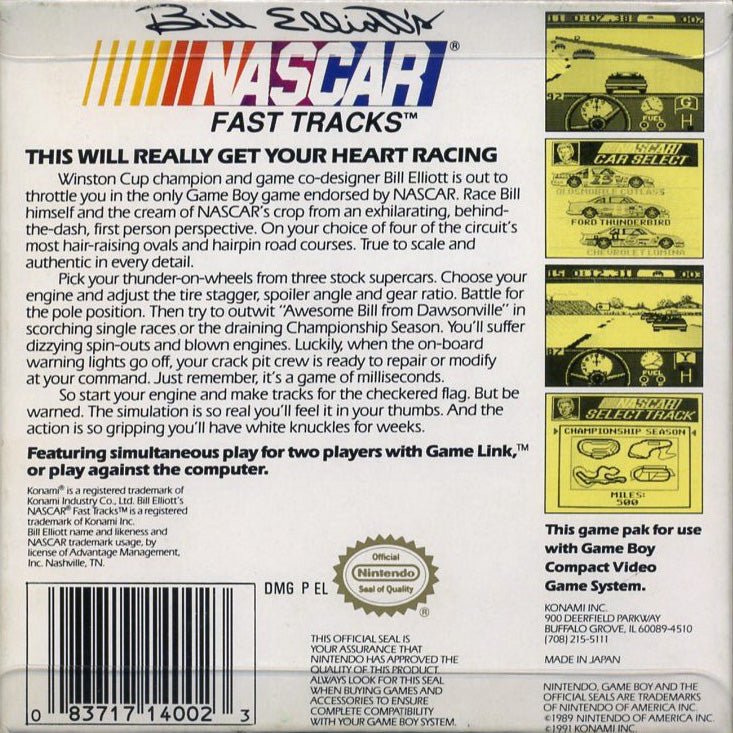 Bill Elliott's
NASCAR®
FAST TRACKS™
THIS WILL REALLY GET YOUR HEART RACING
Winston Cup champion and game co-designer Bill Elliott is out to
throttle you in the only Game Boy game endorsed by NASCAR. Race Bill
himself and the cream of NASCAR's crop from an exhilarating, behind-
the-dash, first person perspective. On your choice of four of the circuit's
most hair-raising ovals and hairpin road courses. True to scale and
authentic in every detail.
Pick your thunder-on-wheels from three stock supercars. Choose your
engine and adjust the tire stagger, spoiler angle and gear ratio. Battle for
the pole position. Then try to outwit "Awesome Bill from Dawsonville" in
scorching single races or the draining Championship Season. You'll suffer
dizzying spin-outs and blown engines. Luckily, when the on-board
warning lights go off, your crack pit crew is ready to repair or modify
at your command. Just remember, it's a game of milliseconds.
So start your engine and make tracks for the checkered flag. But be
warned. The simulation is so real you'll feel it in your thumbs. And the
action is so gripping you'll have white knuckles for weeks.
Featuring simultaneous play for two players with Game Link,™
or play against the computer.
Konami® is a registered trademark of
Konami Industry Co., Ltd. Bill Elliott's
NASCAR® Fast Tracks™ is a registered
trademark of Konami Inc.
Bill Elliott name and likeness and
NASCAR trademark usage, by
license of Advantage Management,
Inc. Nashville, TN.
DMG P EL
Official
Nintendo
Seal of Quality
®
THIS OFFICIAL SEAL IS
YOUR ASSURANCE THAT
NINTENDO HAS APPROVED THE
QUALITY OF THIS PRODUCT.
ALWAYS LOOK FOR THIS SEAL
WHEN BUYING GAMES AND
ACCESSORIES TO ENSURE
COMPLETE COMPATIBILITY
WITH YOUR GAME BOY SYSTEM.
0 83717 14002 3
11 0:02.38 002
92 FUEL G
H
NASCAR
CAR SELECT
OLDSMOBILE CUTLASS
FORD THUNDERBIRD
CHEVROLET LUMINA
15 0:12.31 003
87 FUEL Y
H
NASCAR
SELECT TRACK
CHAMPIONSHIP SEASON
MILES:
500
This game pak for use
with Game Boy
Compact Video
Game System.
KONAMI INC.
900 DEERFIELD PARKWAY
BUFFALO GROVE, IL 60089-4510
(708) 215-5111
MADE IN JAPAN
NINTENDO, GAME BOY AND THE
OFFICIAL SEALS ARE TRADEMARKS
OF NINTENDO OF AMERICA INC.
©1989 NINTENDO OF AMERICA INC.
©1991 KONAMI INC.